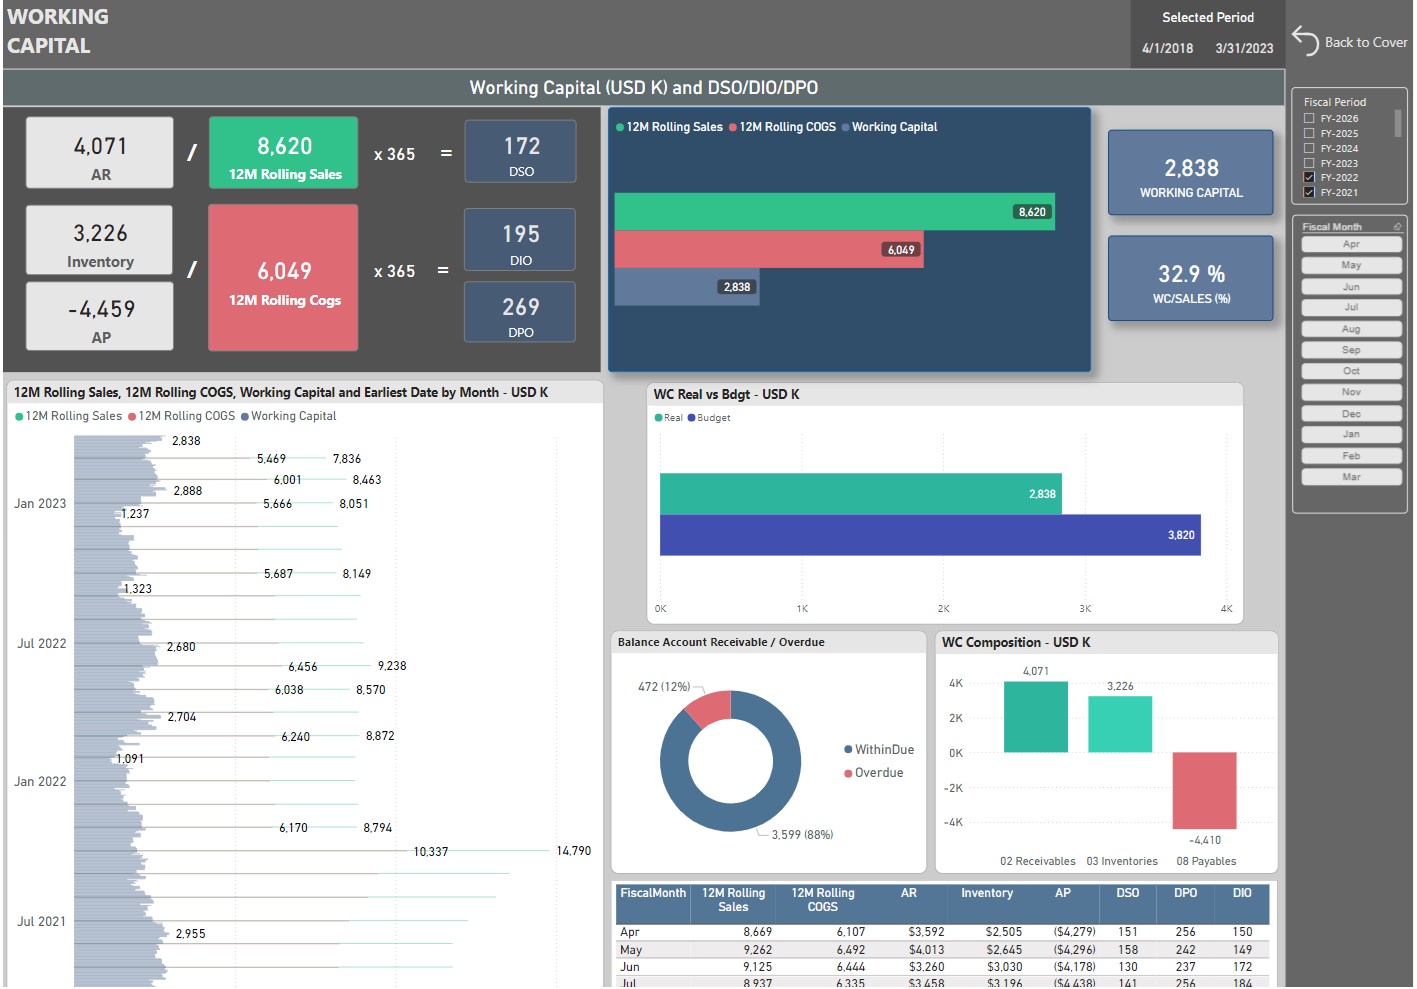 WORKING
CAPITAL
Selected Period
4/1/2018 3/31/2023
Back to Cover
Working Capital (USD K) and DSO/DIO/DPO
4,071
AR
/
8,620
12M Rolling Sales
x 365 =
172
DSO
3,226
Inventory
-4,459
AP
/
6,049
12M Rolling Cogs
x 365 =
195
DIO
269
DPO
12M Rolling Sales 12M Rolling COGS Working Capital
8,620
6,049
2,838
2,838
WORKING CAPITAL
32.9 %
WC/SALES (%)
Fiscal Period
FY-2026
FY-2025
FY-2024
FY-2023
FY-2022
FY-2021
Fiscal Month
Apr
May
Jun
Jul
Aug
Sep
Oct
Nov
Dec
Jan
Feb
Mar
12M Rolling Sales, 12M Rolling COGS, Working Capital and Earliest Date by Month - USD K
12M Rolling Sales 12M Rolling COGS Working Capital
2,838
5,469 7,836
6,001 8,463
2,888
Jan 2023 5,666 8,051
1,237
5,687 8,149
1,323
Jul 2022 2,680
6,456 9,238
6,038 8,570
2,704
6,240 8,872
1,091
Jan 2022
6,170 8,794
10,337 14,790
Jul 2021
2,955
WC Real vs Bdgt - USD K
Real Budget
2,838
3,820
0K 1K 2K 3K 4K
Balance Account Receivable / Overdue
472 (12%)
WithinDue
Overdue
3,599 (88%)
WC Composition - USD K
4,071
4K 3,226
2K
0K
-2K
-4K
-4,410
02 Receivables 03 Inventories 08 Payables
FiscalMonth 12M Rolling Sales 12M Rolling COGS AR Inventory AP DSO DPO DIO
Apr 8,669 6,107 $3,592 $2,505 ($4,279) 151 256 150
May 9,262 6,492 $4,013 $2,645 ($4,296) 158 242 149
Jun 9,125 6,444 $3,260 $3,030 ($4,178) 130 237 172
Jul 8,937 6,335 $3,458 $3,196 ($4,438) 141 256 184